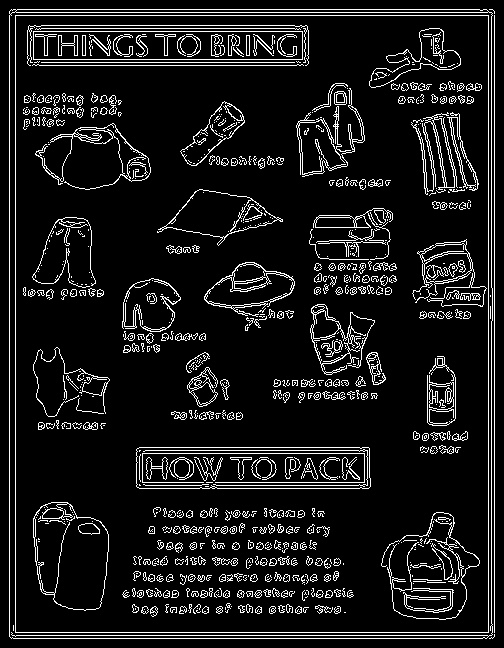 THINGS TO BRING
water shoes
and boots
sleeping bag,
camping pad,
pillow
flashlight
raingear
towel
tent
a complete
dry change
of clothes
long pants
hat
chips
mmm
snacks
long sleeve
shirt
30
sunscreen &
lip protection
toiletries
swimwear
H2O
bottled
water
HOW TO PACK
Place all your items in
a waterproof rubber dry
bag or in a backpack
lined with two plastic bags.
Place your extra change of
clothes inside another plastic
bag inside of the other two.